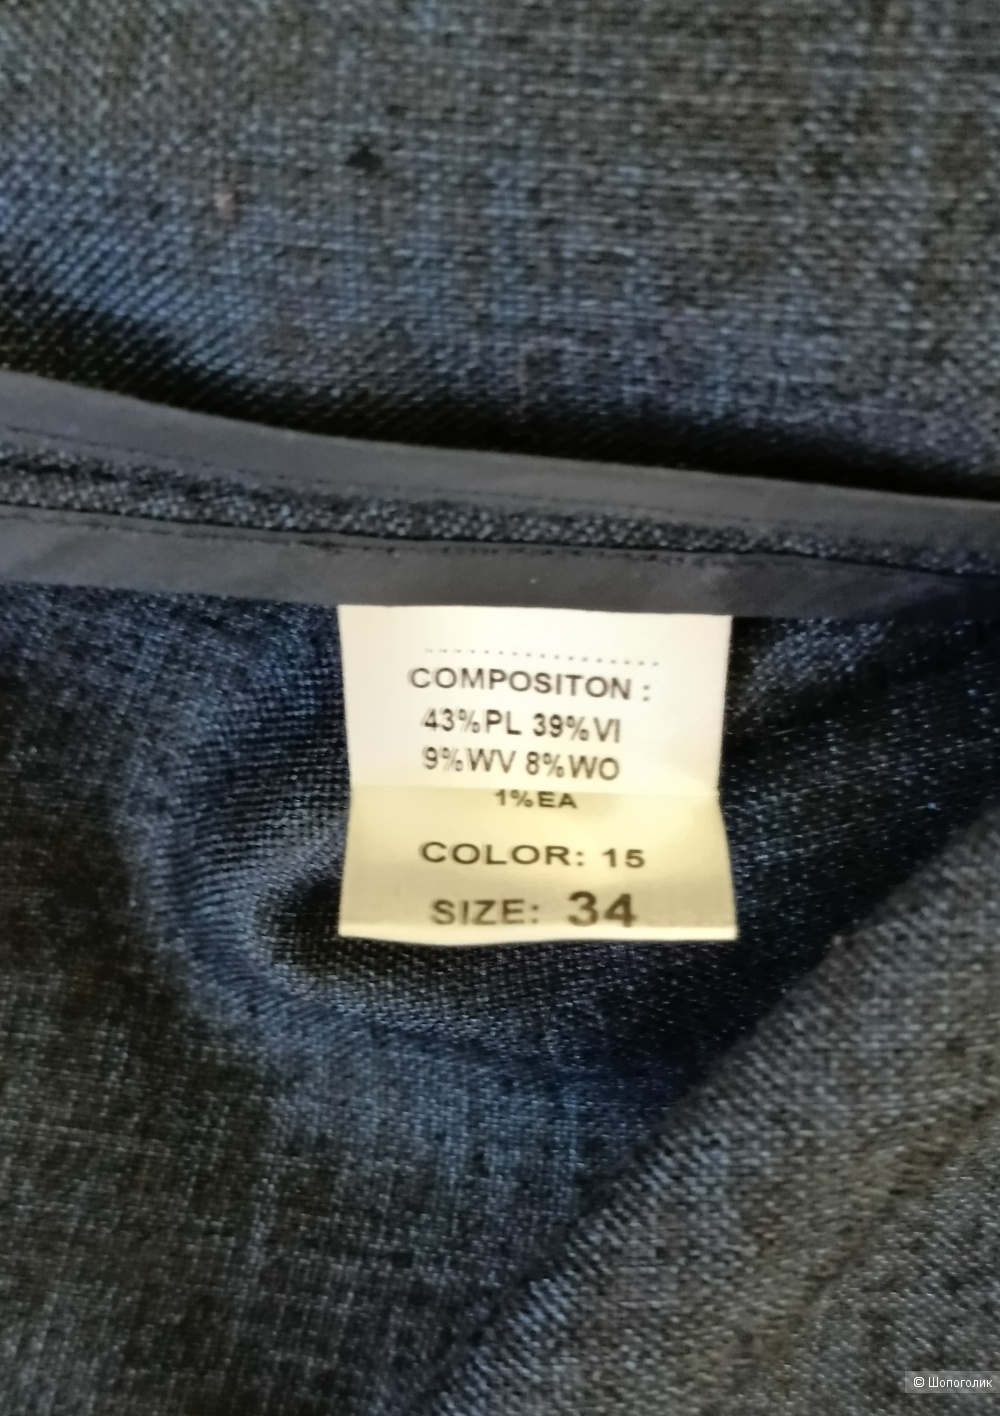 COMPOSITON :
43%PL 39%VI
9%WV 8%WO
1%EA
COLOR: 15
SIZE: 34
© Шопоголик